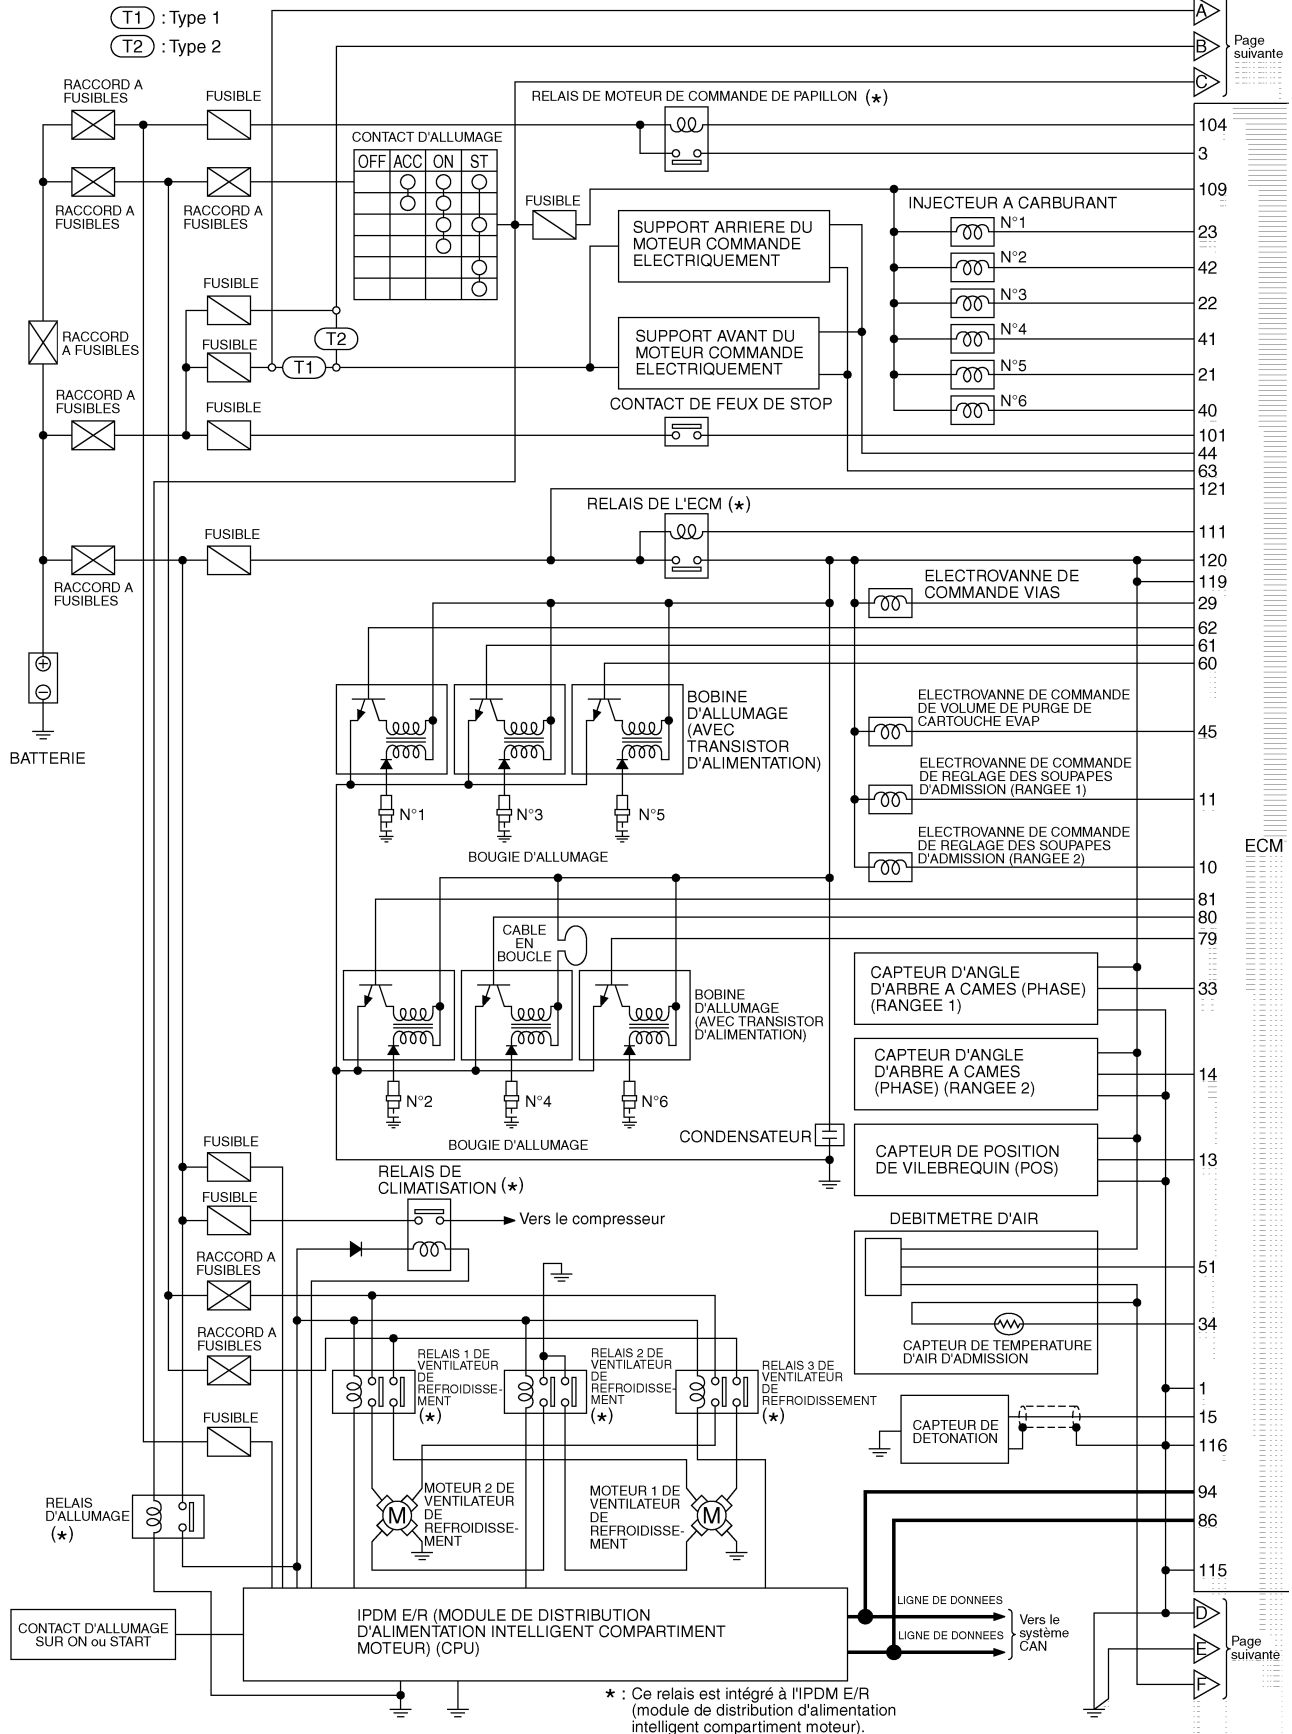 T1 : Type 1
T2 : Type 2
A
B
C
Page
suivante
RACCORD A
FUSIBLES
FUSIBLE
RELAIS DE MOTEUR DE COMMANDE DE PAPILLON (*)
104
3
CONTACT D'ALLUMAGE
OFF ACC ON ST
RACCORD A
FUSIBLES
RACCORD A
FUSIBLES
FUSIBLE
109
INJECTEUR A CARBURANT
N°1
23
N°2
42
N°3
22
N°4
41
N°5
21
N°6
40
SUPPORT ARRIERE DU
MOTEUR COMMANDE
ELECTRIQUEMENT
FUSIBLE
T2
RACCORD
A FUSIBLES
FUSIBLE
T1
SUPPORT AVANT DU
MOTEUR COMMANDE
ELECTRIQUEMENT
RACCORD A
FUSIBLES
FUSIBLE
CONTACT DE FEUX DE STOP
101
44
63
121
RELAIS DE L'ECM (*)
111
FUSIBLE
RACCORD A
FUSIBLES
120
119
ELECTROVANNE DE
COMMANDE VIAS
29
62
61
60
BATTERIE
BOBINE
D'ALLUMAGE
(AVEC
TRANSISTOR
D'ALIMENTATION)
ELECTROVANNE DE COMMANDE
DE VOLUME DE PURGE DE
CARTOUCHE EVAP
45
ELECTROVANNE DE COMMANDE
DE REGLAGE DES SOUPAPES
D'ADMISSION (RANGEE 1)
11
N°1
N°3
N°5
BOUGIE D'ALLUMAGE
ELECTROVANNE DE COMMANDE
DE REGLAGE DES SOUPAPES
D'ADMISSION (RANGEE 2)
10
ECM
81
80
79
CABLE
EN
BOUCLE
BOBINE
D'ALLUMAGE
(AVEC TRANSISTOR
D'ALIMENTATION)
CAPTEUR D'ANGLE
D'ARBRE A CAMES (PHASE)
(RANGEE 1)
33
CAPTEUR D'ANGLE
D'ARBRE A CAMES
(PHASE) (RANGEE 2)
14
N°2
N°4
N°6
BOUGIE D'ALLUMAGE
CONDENSATEUR
CAPTEUR DE POSITION
DE VILEBREQUIN (POS)
13
FUSIBLE
FUSIBLE
RELAIS DE
CLIMATISATION (*)
Vers le compresseur
DEBITMETRE D'AIR
51
34
CAPTEUR DE TEMPERATURE
D'AIR D'ADMISSION
RACCORD A
FUSIBLES
RACCORD A
FUSIBLES
RELAIS 1 DE
VENTILATEUR
DE
REFROIDISSE-
MENT
(*)
RELAIS 2 DE
VENTILATEUR
DE
REFROIDISSE-
MENT
(*)
RELAIS 3 DE
VENTILATEUR
DE
REFROIDISSEMENT
(*)
1
CAPTEUR DE
DETONATION
15
116
FUSIBLE
MOTEUR 2 DE
VENTILATEUR
DE
REFROIDISSE-
MENT
M
MOTEUR 1 DE
VENTILATEUR
DE
REFROIDISSE-
MENT
M
94
86
115
RELAIS
D'ALLUMAGE
(*)
CONTACT D'ALLUMAGE
SUR ON ou START
IPDM E/R (MODULE DE DISTRIBUTION
D'ALIMENTATION INTELLIGENT COMPARTIMENT
MOTEUR) (CPU)
LIGNE DE DONNEES
LIGNE DE DONNEES
Vers le
système
CAN
D
E
F
Page
suivante
* : Ce relais est intégré à l'IPDM E/R
(module de distribution d'alimentation
intelligent compartiment moteur).